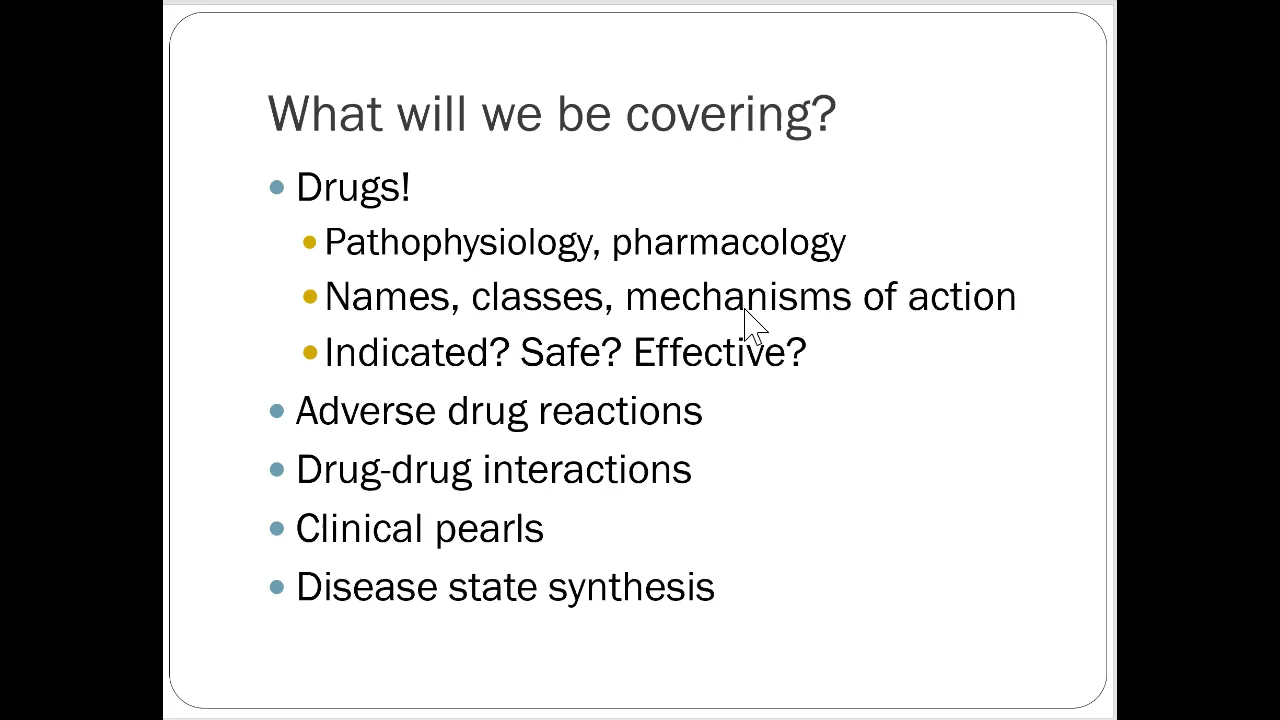 What will we be covering?
Drugs!
Pathophysiology, pharmacology
Names, classes, mechanisms of action
Indicated? Safe? Effective?
Adverse drug reactions
Drug-drug interactions
Clinical pearls
Disease state synthesis